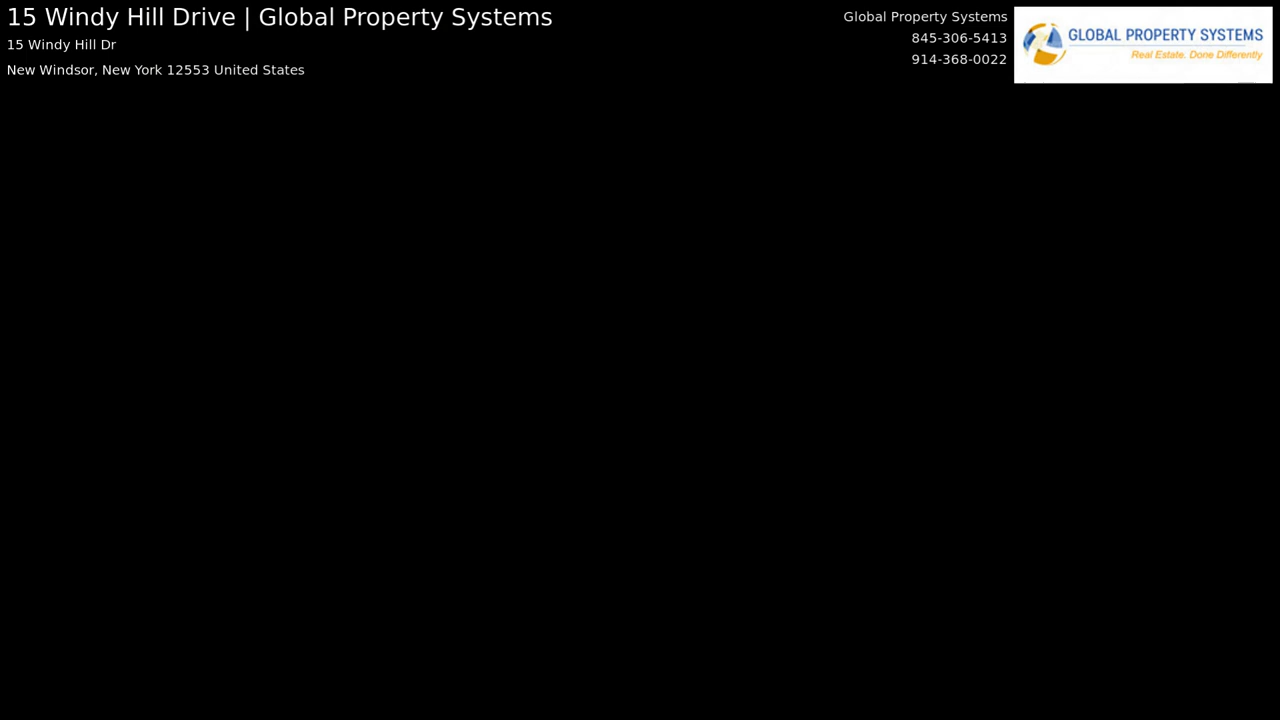 15 Windy Hill Drive | Global Property Systems
15 Windy Hill Dr
New Windsor, New York 12553 United States
Global Property Systems
845-306-5413
914-368-0022
GLOBAL PROPERTY SYSTEMS
Real Estate. Done Differently